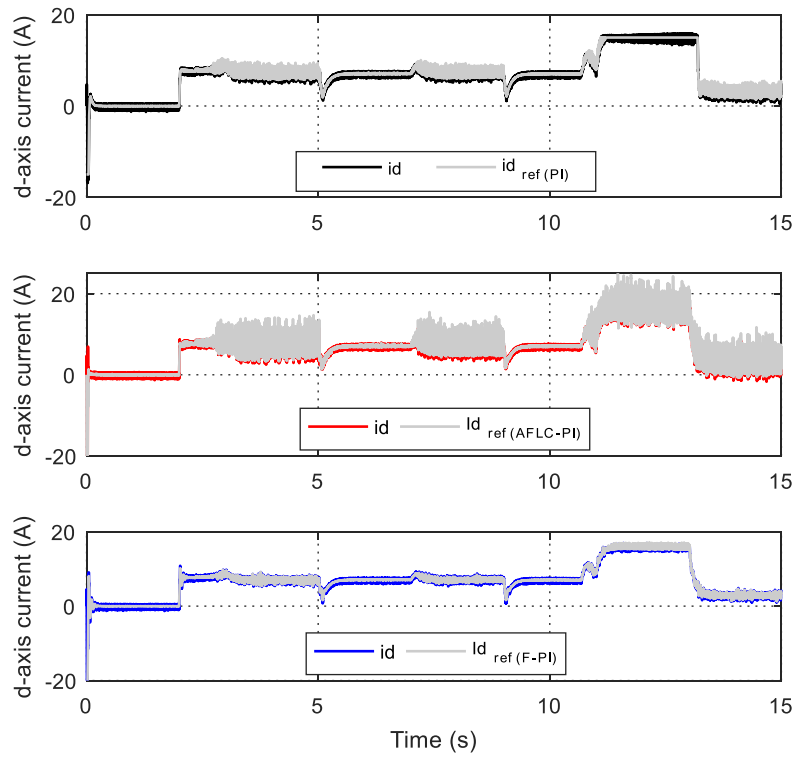 d-axis current (A)
20
0
-20
id
id ref (PI)
0
5
10
15
d-axis current (A)
20
0
-20
id
Id ref (AFLC-PI)
0
5
10
15
d-axis current (A)
20
0
-20
id
Id ref (F-PI)
0
5
10
15
Time (s)